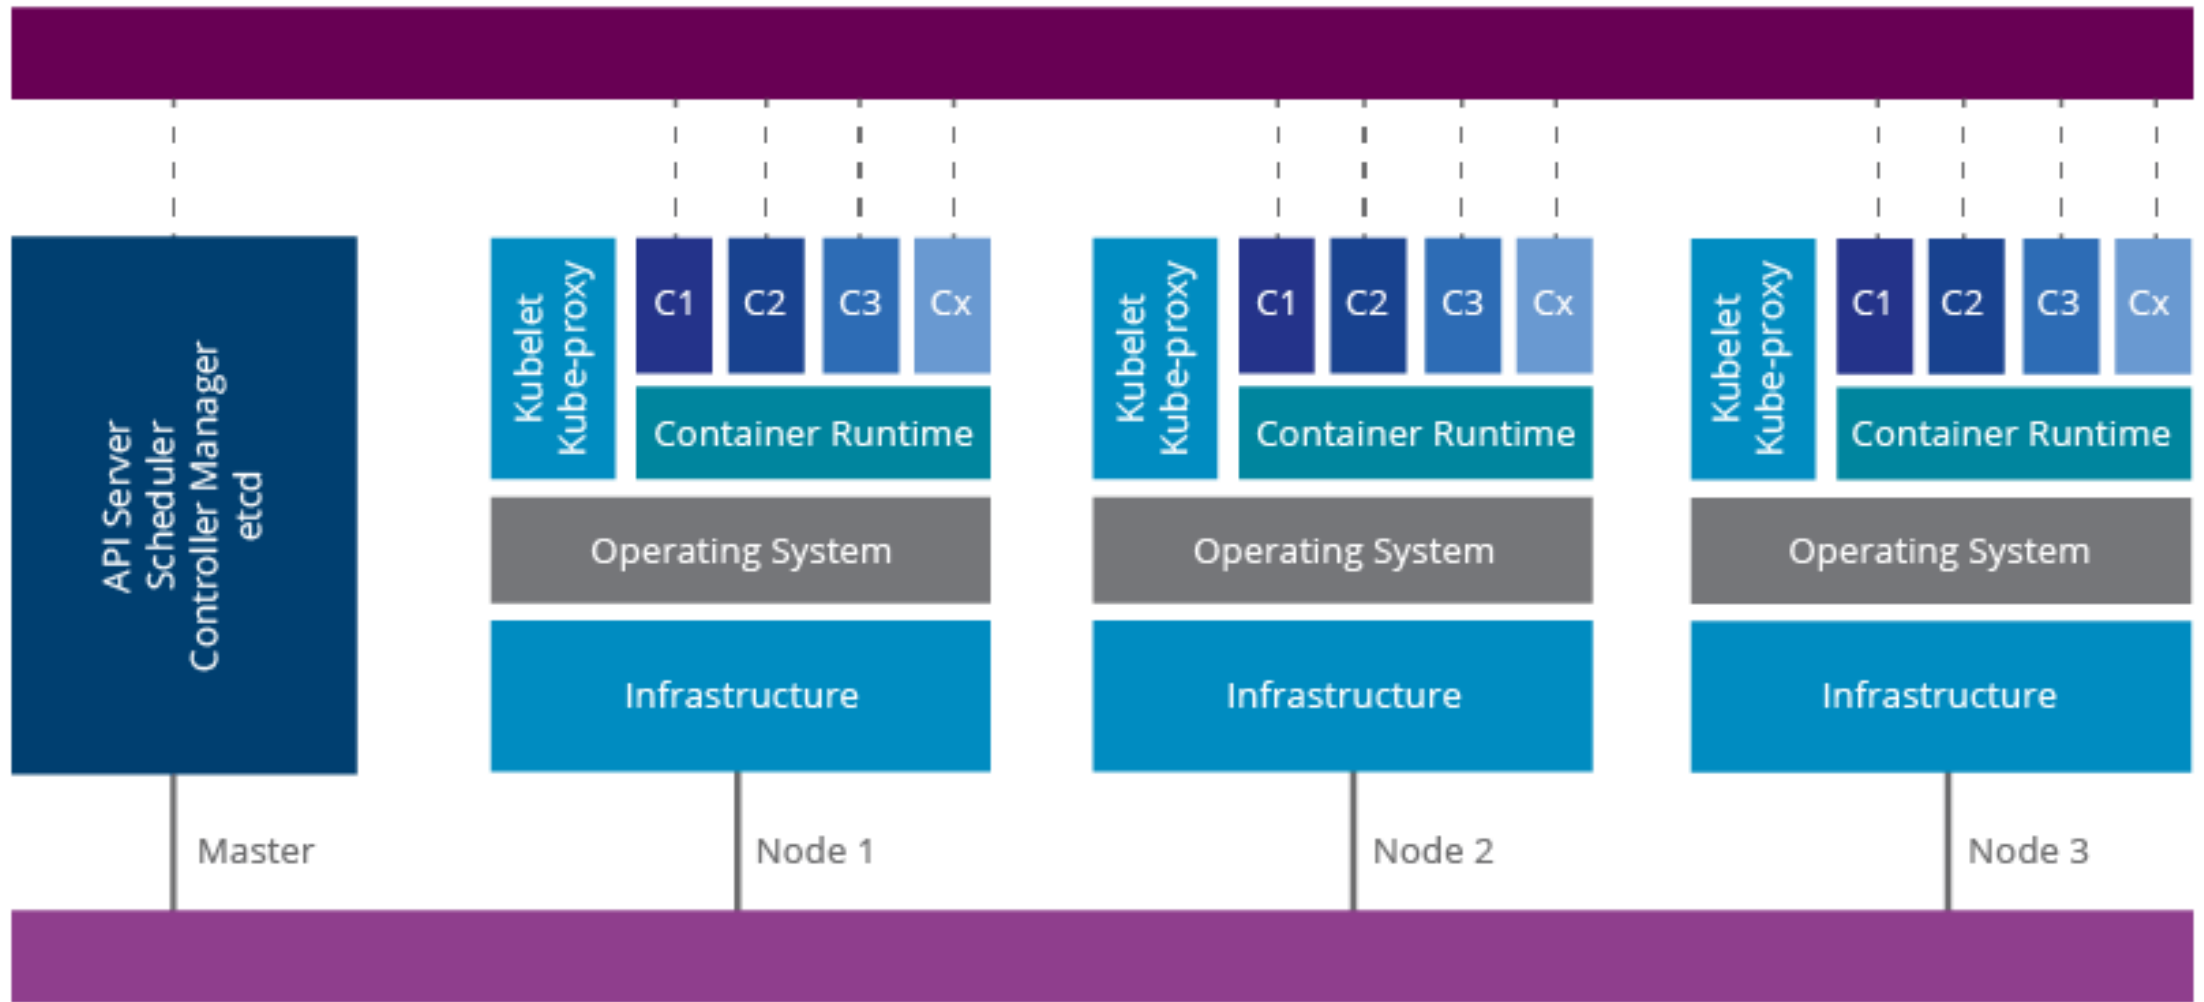 API Server
Scheduler
Controller Manager
etcd
Master
Kubelet
Kube-proxy
C1
C2
C3
Cx
Container Runtime
Operating System
Infrastructure
Node 1
Kubelet
Kube-proxy
C1
C2
C3
Cx
Container Runtime
Operating System
Infrastructure
Node 2
Kubelet
Kube-proxy
C1
C2
C3
Cx
Container Runtime
Operating System
Infrastructure
Node 3